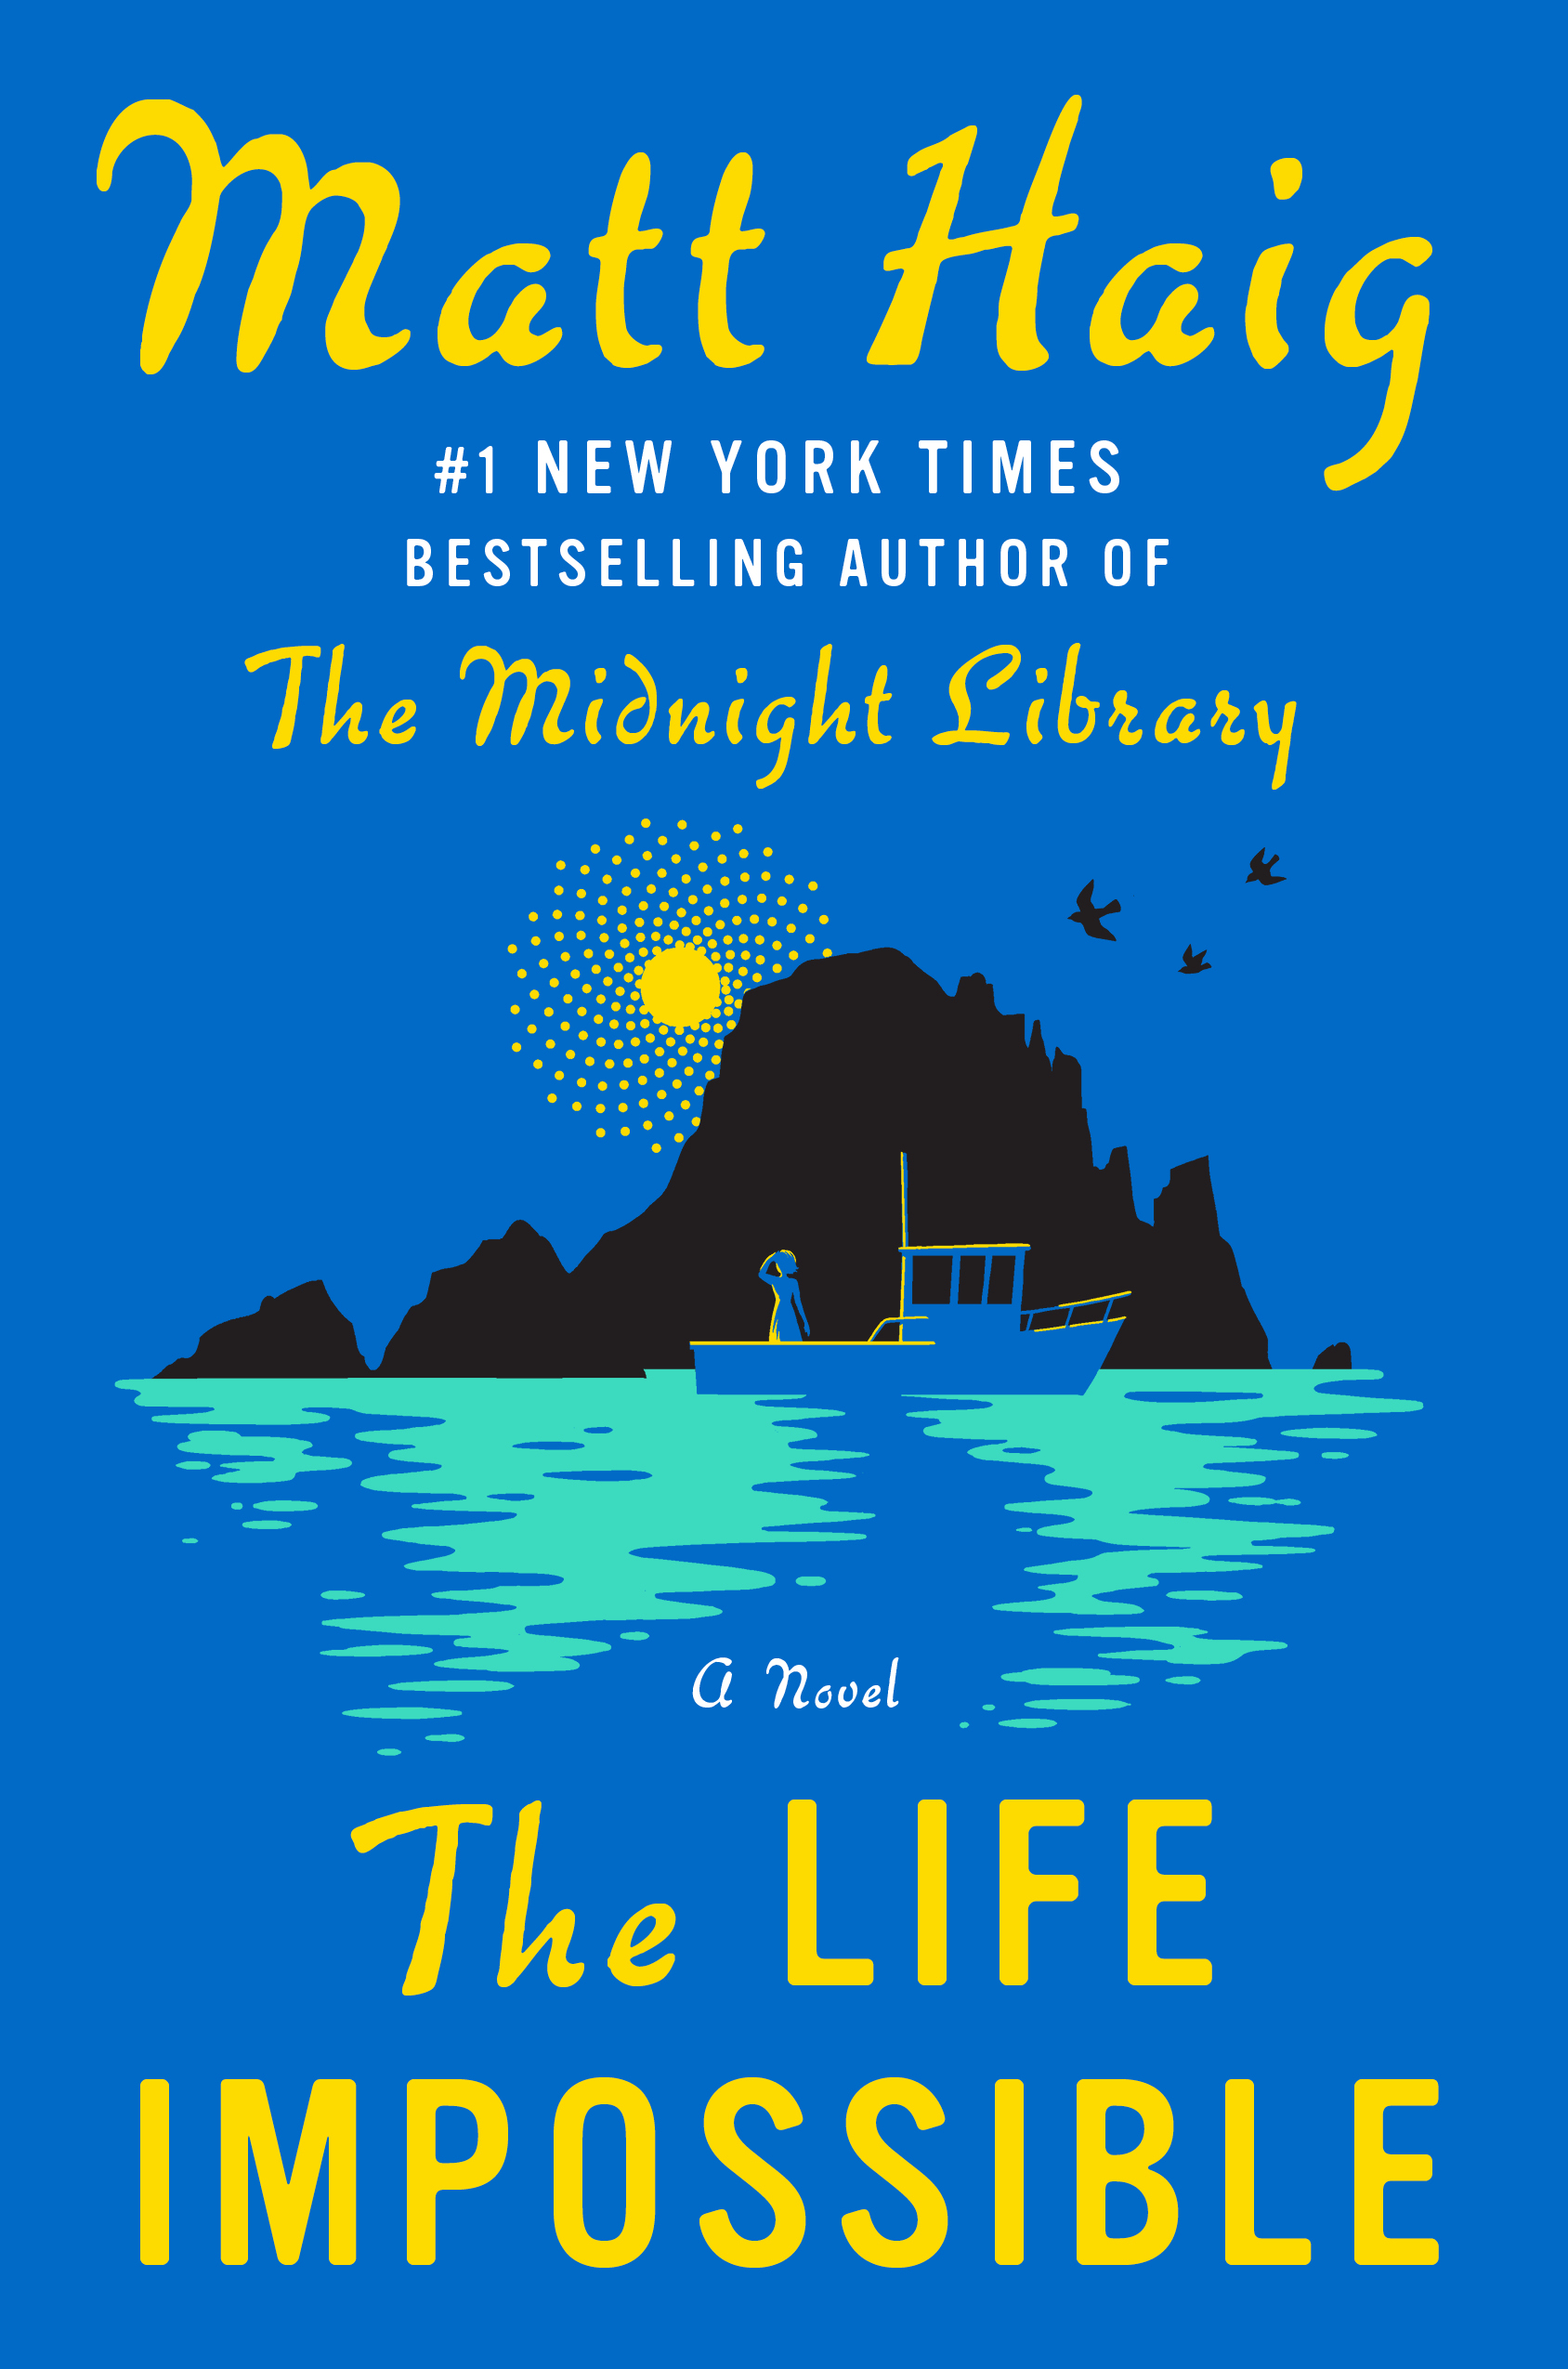 Matt Haig
#1 NEW YORK TIMES
BESTSELLING AUTHOR OF
The Midnight Library
A Novel
The LIFE
IMPOSSIBLE